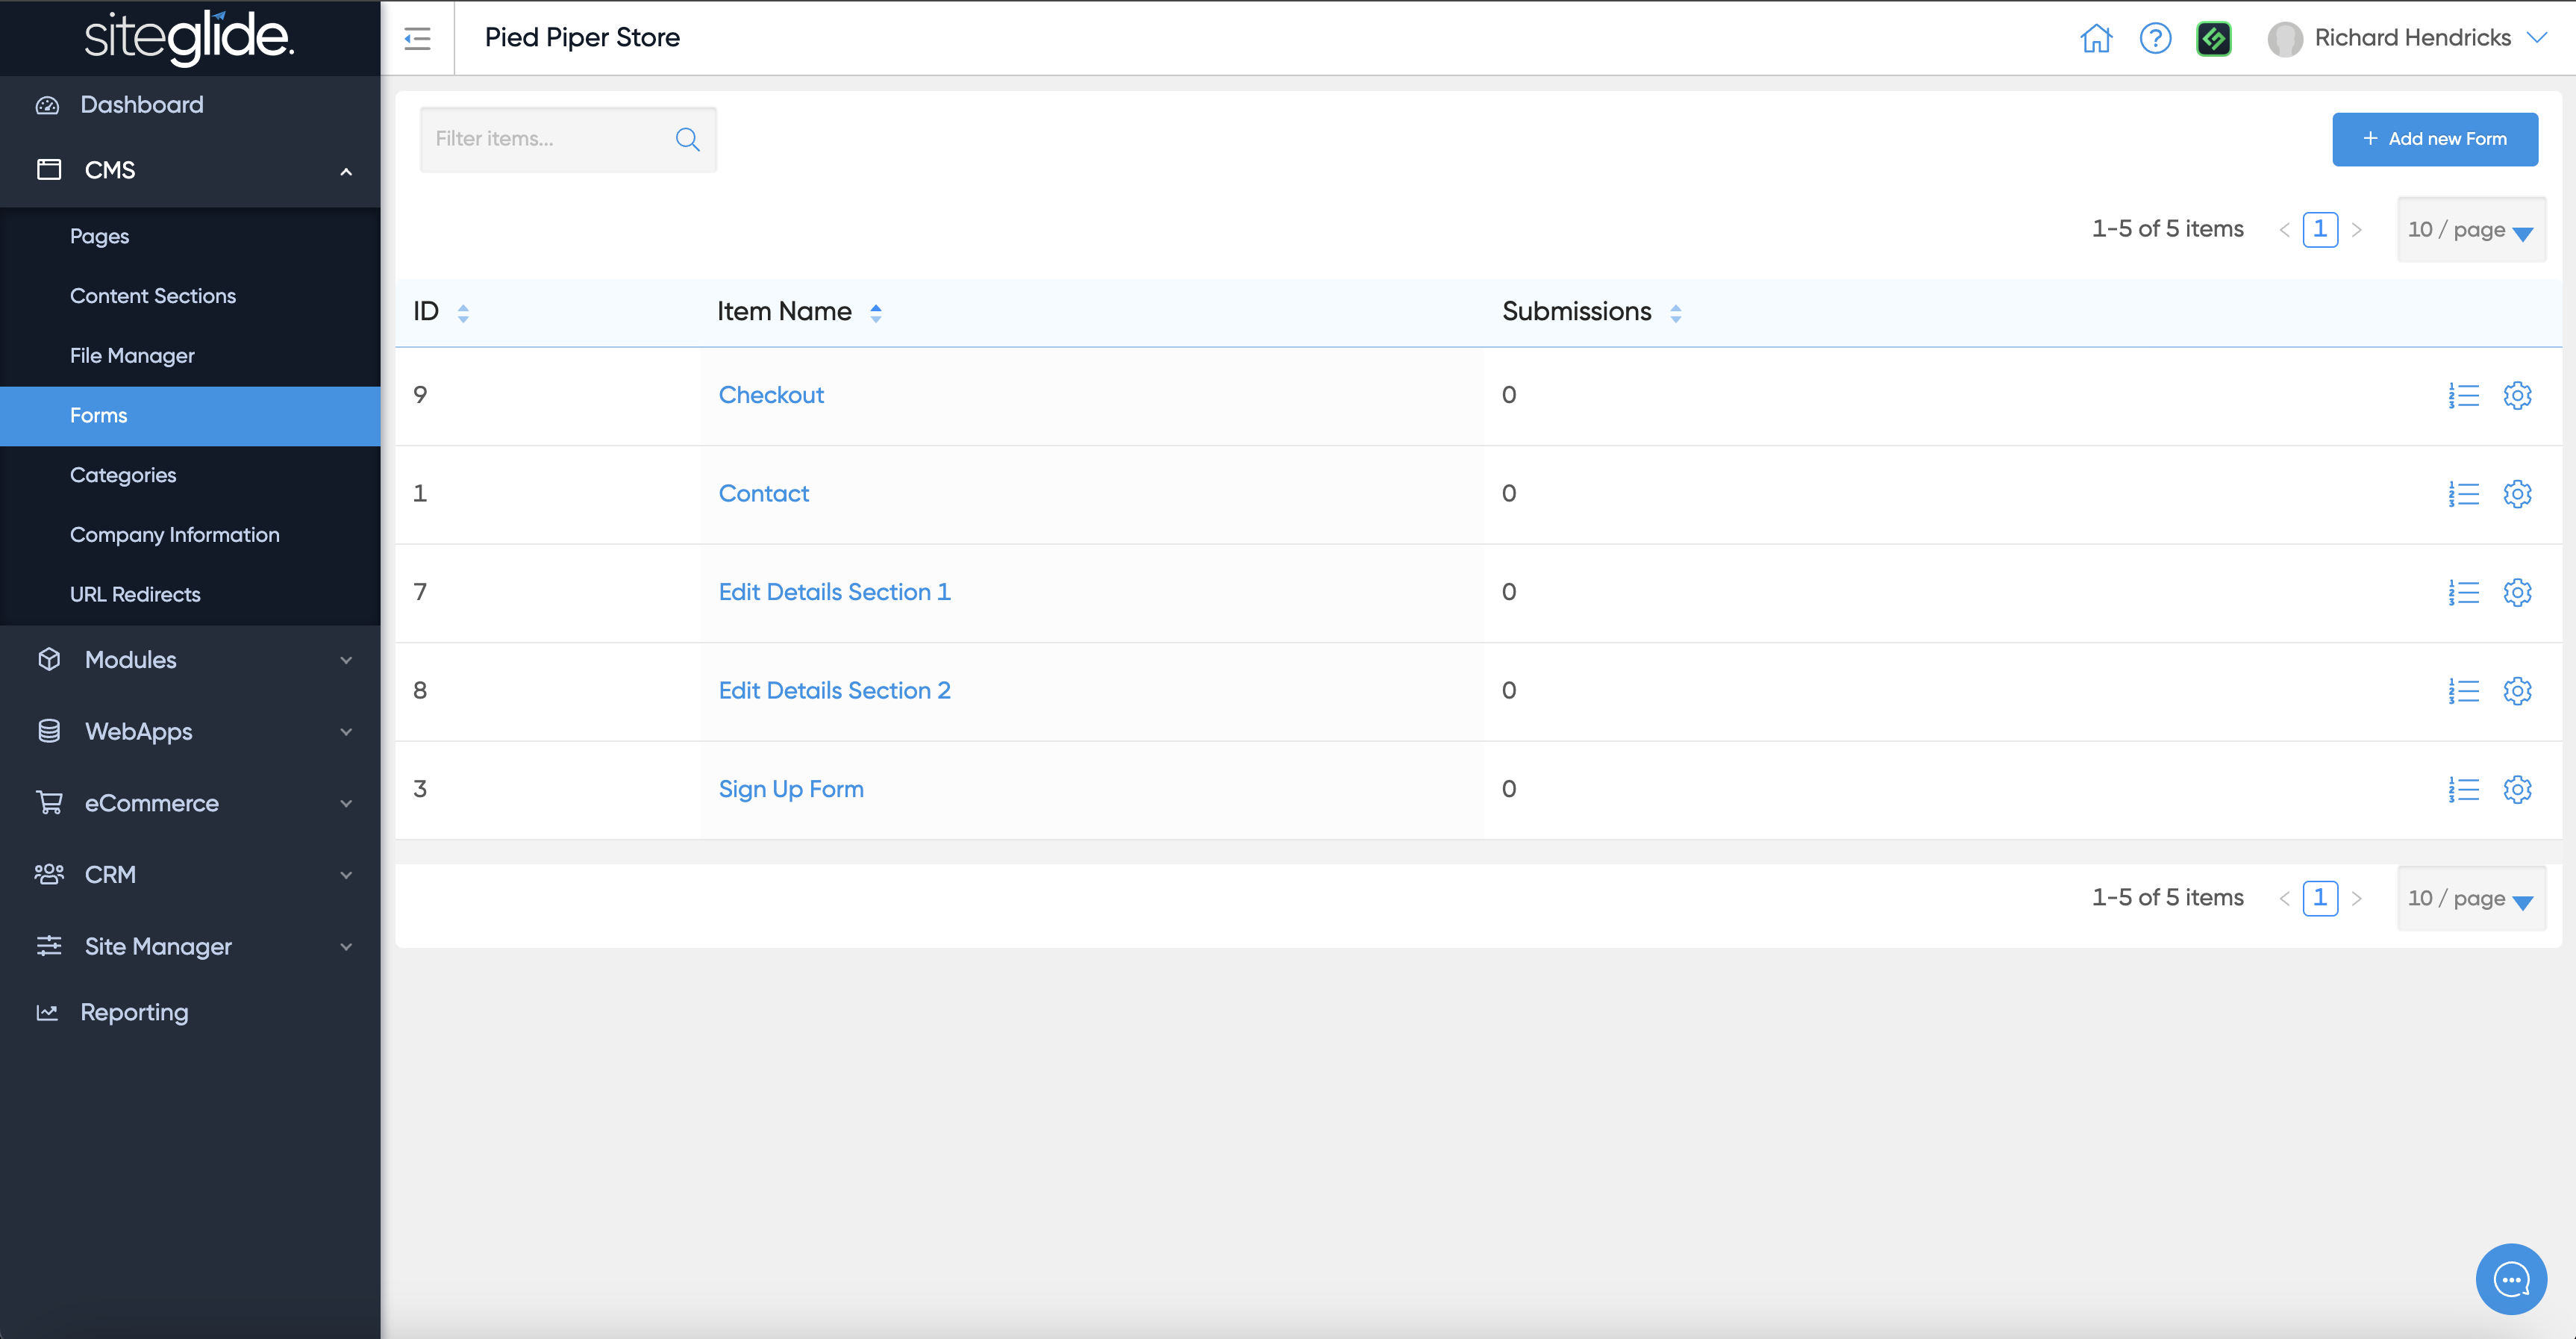 siteglide.
Pied Piper Store
Richard Hendricks
Dashboard
CMS
Pages
Content Sections
File Manager
Forms
Categories
Company Information
URL Redirects
Modules
WebApps
eCommerce
CRM
Site Manager
Reporting
Filter items...
+ Add new Form
1-5 of 5 items < 1 > 10 / page
ID Item Name Submissions
9 Checkout 0
1 Contact 0
7 Edit Details Section 1 0
8 Edit Details Section 2 0
3 Sign Up Form 0
1-5 of 5 items < 1 > 10 / page